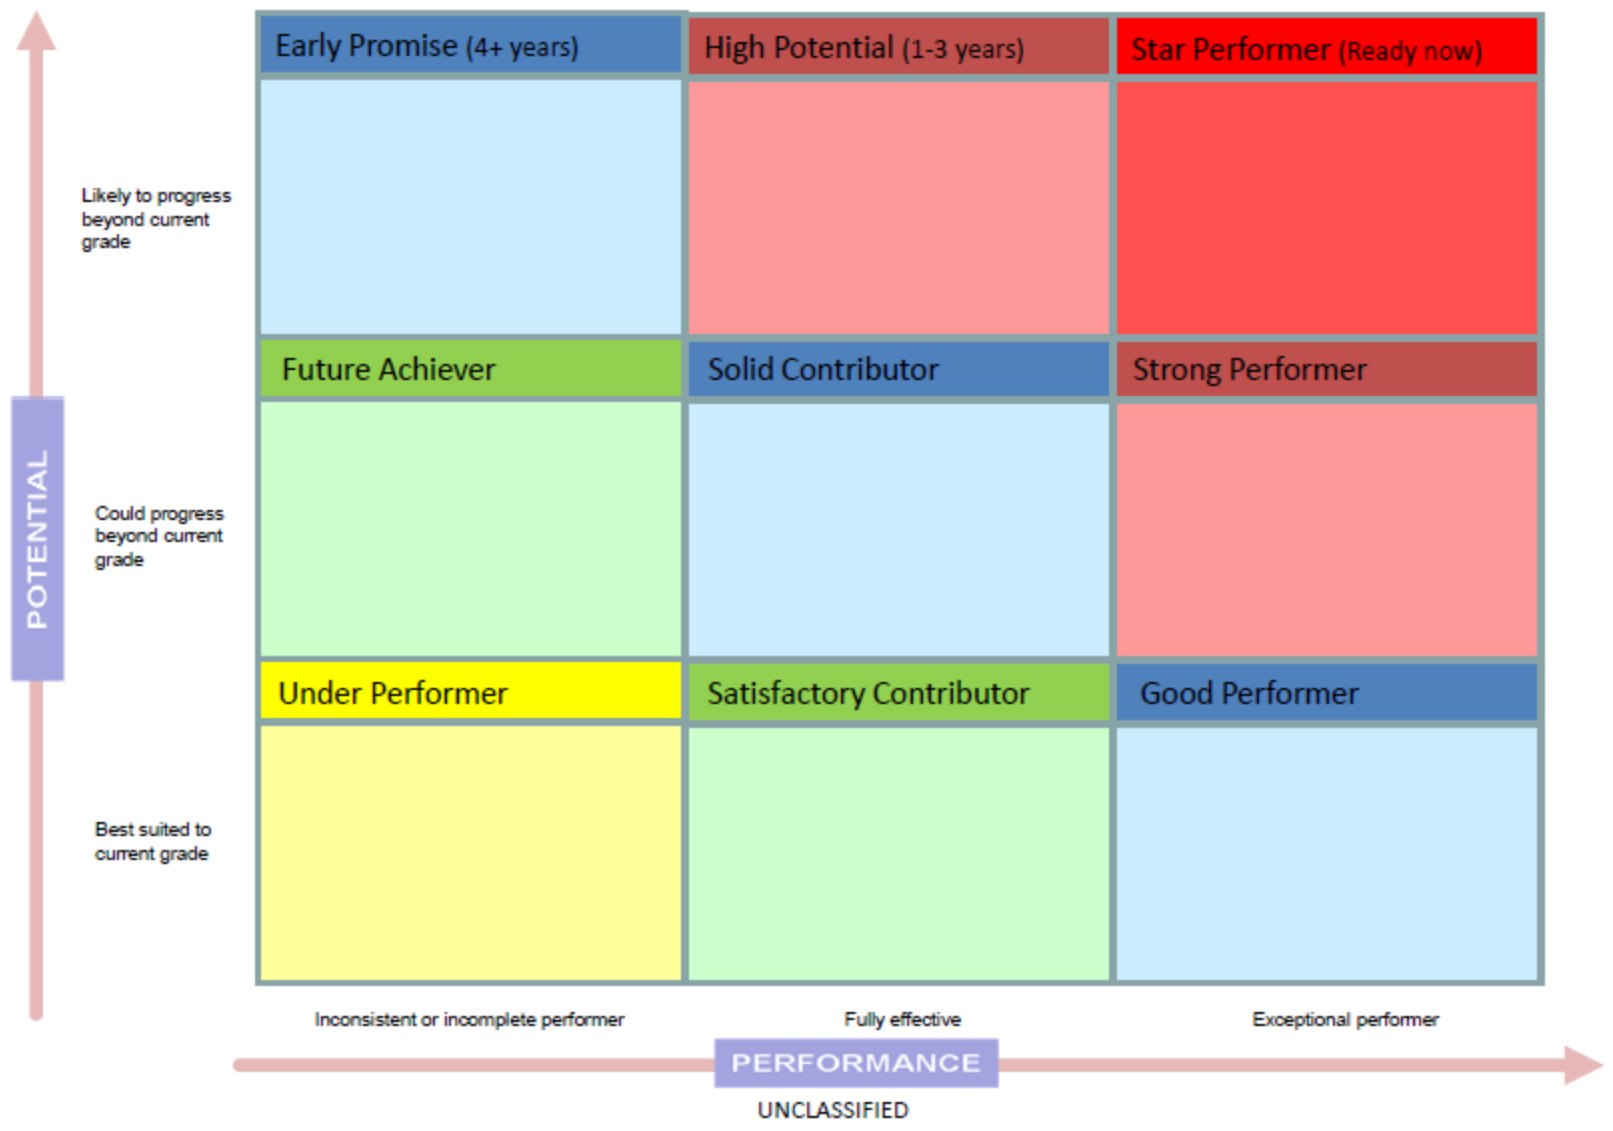 Early Promise (4+ years)
High Potential (1-3 years)
Star Performer (Ready now)
Likely to progress
beyond current
grade
Future Achiever
Solid Contributor
Strong Performer
POTENTIAL
Could progress
beyond current
grade
Under Performer
Satisfactory Contributor
Good Performer
Best suited to
current grade
Inconsistent or incomplete performer
Fully effective
Exceptional performer
PERFORMANCE
UNCLASSIFIED